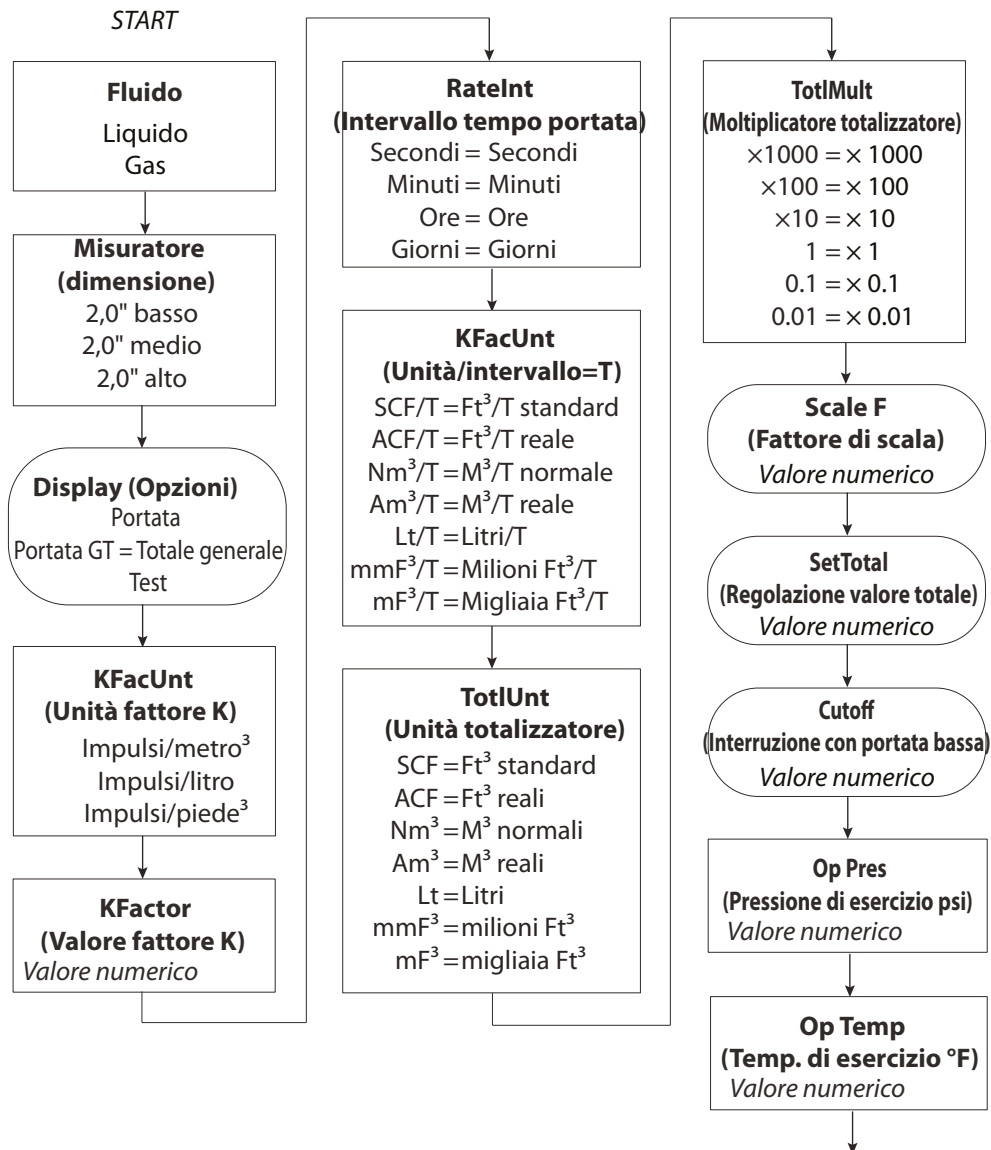 START
Fluido
Liquido
Gas
Misuratore
(dimensione)
2,0" basso
2,0" medio
2,0" alto
Display (Opzioni)
Portata
Portata GT = Totale generale
Test
KFacUnt
(Unità fattore K)
Impulsi/metro³
Impulsi/litro
Impulsi/piede³
KFactor
(Valore fattore K)
Valore numerico
RateInt
(Intervallo tempo portata)
Secondi = Secondi
Minuti = Minuti
Ore = Ore
Giorni = Giorni
KFacUnt
(Unità/intervallo=T)
SCF/T = Ft³/T standard
ACF/T = Ft³/T reale
Nm³/T = M³/T normale
Am³/T = M³/T reale
Lt/T = Litri/T
mmF³/T = Milioni Ft³/T
mF³/T = Migliaia Ft³/T
TotlUnt
(Unità totalizzatore)
SCF = Ft³ standard
ACF = Ft³ reali
Nm³ = M³ normali
Am³ = M³ reali
Lt = Litri
mmF³ = milioni Ft³
mF³ = migliaia Ft³
TotlMult
(Moltiplicatore totalizzatore)
×1000 = × 1000
×100 = × 100
×10 = × 10
1 = × 1
0.1 = × 0.1
0.01 = × 0.01
Scale F
(Fattore di scala)
Valore numerico
SetTotal
(Regolazione valore totale)
Valore numerico
Cutoff
(Interruzione con portata bassa)
Valore numerico
Op Pres
(Pressione di esercizio psi)
Valore numerico
Op Temp
(Temp. di esercizio °F)
Valore numerico